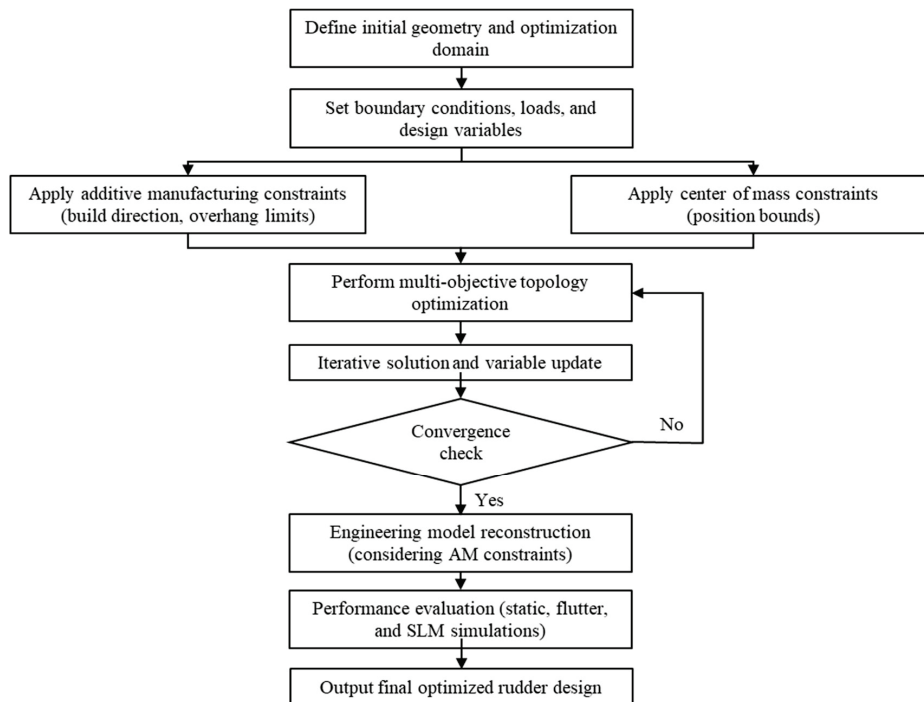 Define initial geometry and optimization
domain
Set boundary conditions, loads, and
design variables
Apply additive manufacturing constraints
(build direction, overhang limits)
Apply center of mass constraints
(position bounds)
Perform multi-objective topology
optimization
Iterative solution and variable update
Convergence
check
No
Yes
Engineering model reconstruction
(considering AM constraints)
Performance evaluation (static, flutter,
and SLM simulations)
Output final optimized rudder design